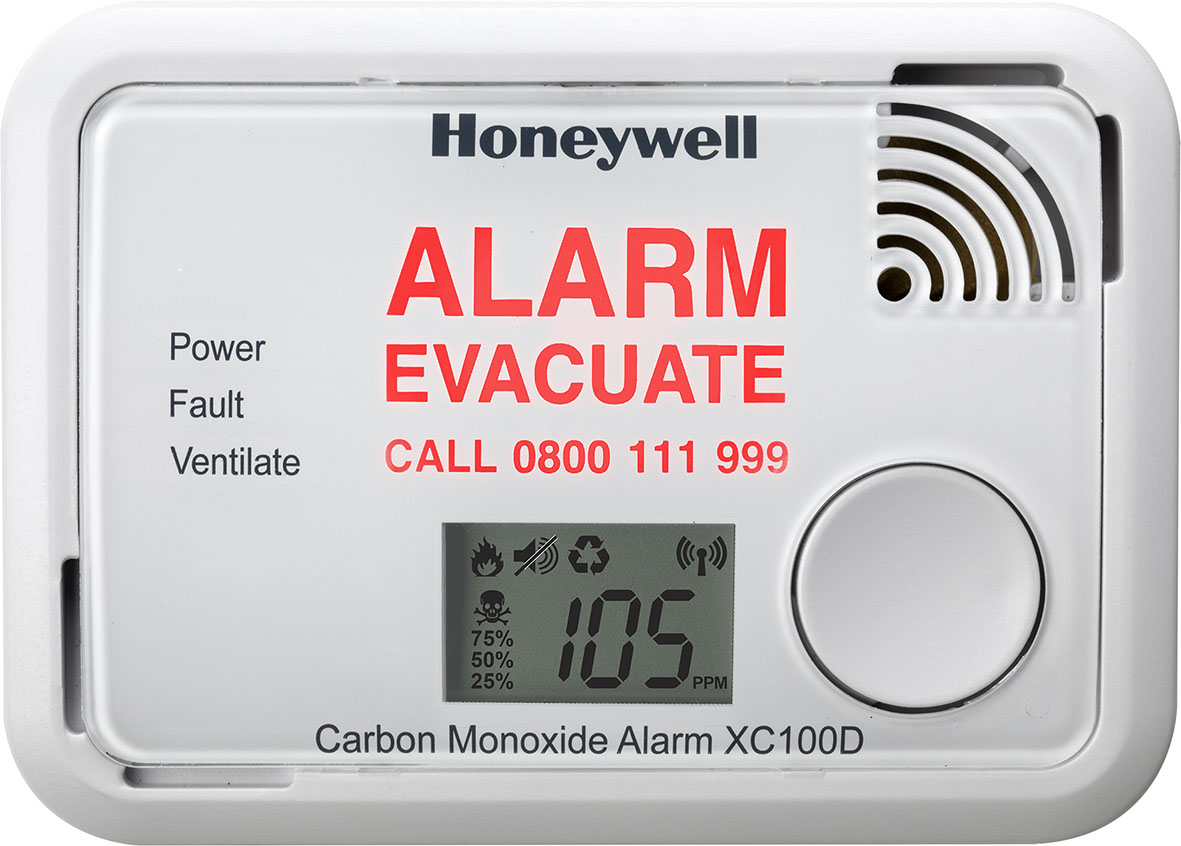 Honeywell
ALARM
EVACUATE
CALL 0800 111 999
Power
Fault
Ventilate
105
75%
50%
25%
PPM
Carbon Monoxide Alarm XC100D